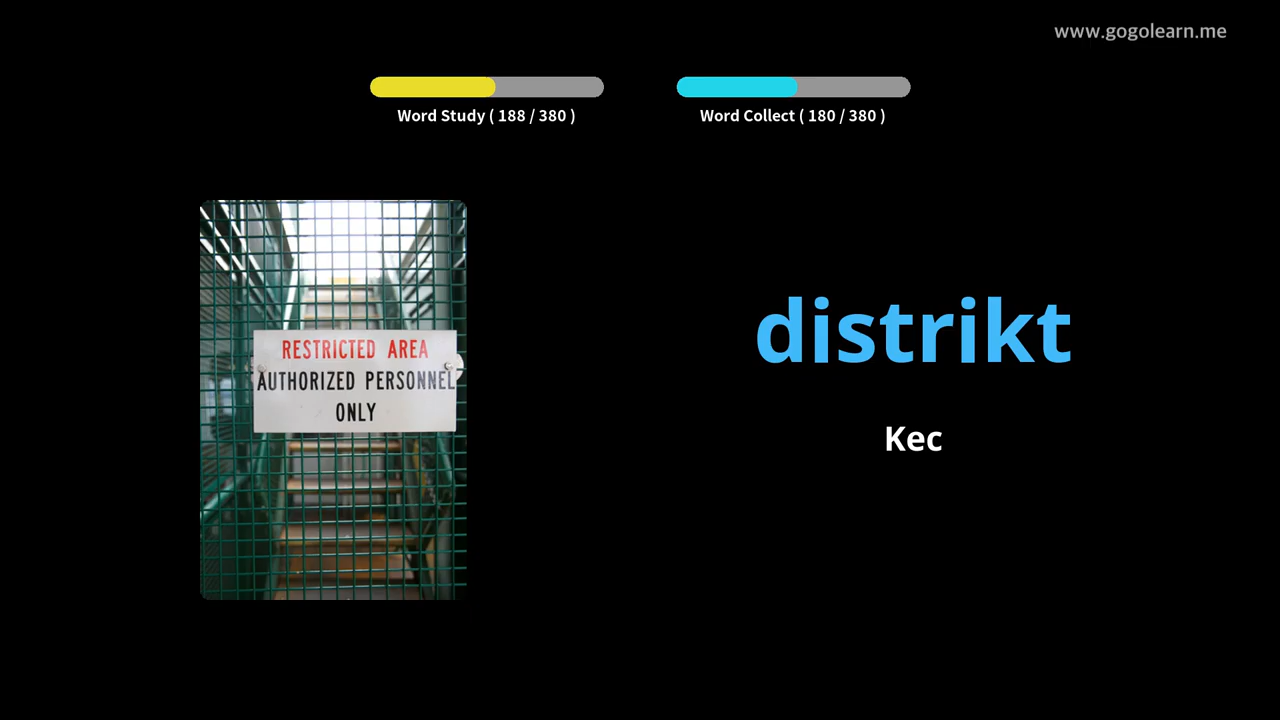 www.gogolearn.me
Word Study ( 188 / 380 )
Word Collect ( 180 / 380 )
RESTRICTED AREA
AUTHORIZED PERSONNEL
ONLY
distrikt
Kec